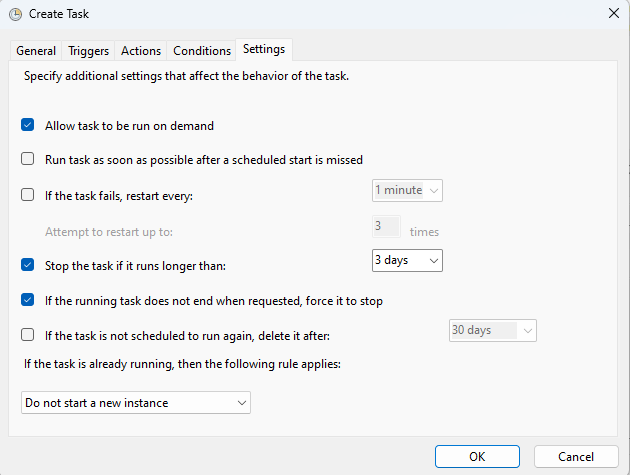 Create Task
General Triggers Actions Conditions Settings
Specify additional settings that affect the behavior of the task.
Allow task to be run on demand
Run task as soon as possible after a scheduled start is missed
If the task fails, restart every: 1 minute
Attempt to restart up to: 3 times
Stop the task if it runs longer than: 3 days
If the running task does not end when requested, force it to stop
If the task is not scheduled to run again, delete it after: 30 days
If the task is already running, then the following rule applies:
Do not start a new instance
OK Cancel